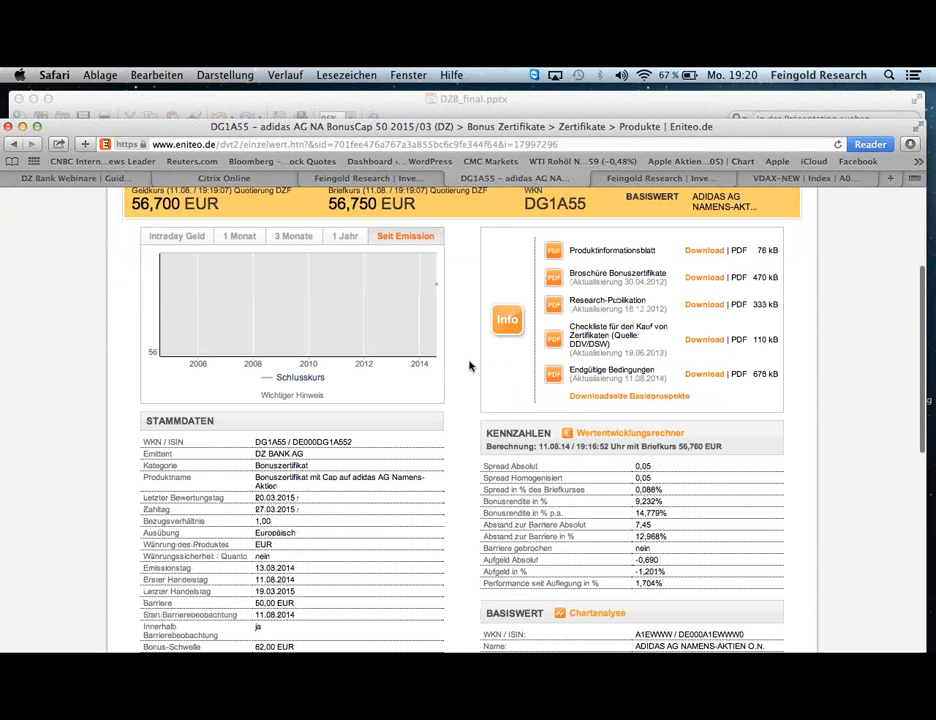 Safari Ablage Bearbeiten Darstellung Verlauf Lesezeichen Fenster Hilfe 67 % Mo. 19:20 Feingold Research
DZB_final.pptx
DG1A55 – adidas AG NA BonusCap 50 2015/03 (DZ) > Bonus Zertifikate > Zertifikate > Produkte | Eniteo.de
https www.eniteo.de/dvt2/einzelwert.htn?&sid=701fee476a767a3a855bc6c9fe344f64&i=17997296 Reader
CNBC Intern...ews Leader Reuters.com Bloomberg –...ock Quotes Dashboard ‹...WordPress CMC Markets WTI Rohöl N...59 (–0,48%) Apple Aktien...05) | Chart Apple iCloud Facebook
DZ Bank Webinare | Guid... Citrix Online Feingold Research | Inve... DG1A55 – adidas AG NA... Feingold Research | Inve... VDAX-NEW | Index | A0...
Geldkurs (11.08. / 19:19:07) Quotierung DZF Briefkurs (11.08. / 19:19:07) Quotierung DZF WKN
56,700 EUR 56,750 EUR DG1A55
BASISWERT ADIDAS AG NAMENS-AKT...
Intraday Geld 1 Monat 3 Monate 1 Jahr Seit Emission
56
2006 2008 2010 2012 2014
Schlusskurs
Wichtiger Hinweis
Info
PDF Produktinformationsblatt Download | PDF 76 kB
PDF Broschüre Bonuszertifikate Download | PDF 470 kB
(Aktualisierung 30.04.2012)
PDF Research-Publikation Download | PDF 333 kB
(Aktualisierung 18.12.2012)
Checkliste für den Kauf von
PDF Zertifikaten (Quelle: Download | PDF 110 kB
DDV/DSW)
(Aktualisierung 19.06.2012)
PDF Endgültige Bedingungen Download | PDF 678 kB
(Aktualisierung 11.08.2014)
Downloadseite Basisprospekte
STAMMDATEN
WKN / ISIN DG1A55 / DE000DG1A552
Emittent DZ BANK AG
Kategorie Bonuszertifikat
Produktname Bonuszertifikat mit Cap auf adidas AG Namens-
Aktien
Letzter Bewertungstag 20.03.2015
Zahltag 27.03.2015
Bezugsverhältnis 1,00
Ausübung Europäisch
Währung des Produktes EUR
Währungssicherheit / Quanto nein
Emissionstag 13.03.2014
Erster Handelstag 11.08.2014
Letzter Handelstag 19.03.2015
Barriere 50,00 EUR
Start Barrierebeobachtung 11.08.2014
Innerhalb ja
Barrierebeobachtung
Bonus-Schwelle 62,00 EUR
KENNZAHLEN Wertentwicklungsrechner
Berechnung: 11.08.14 / 19:16:52 Uhr mit Briefkurs 56,760 EUR
Spread Absolut 0,05
Spread Homogenisiert 0,05
Spread in % des Briefkurses 0,088%
Bonusrendite in % 9,232%
Bonusrendite in % p.a. 14,779%
Abstand zur Barriere Absolut 7,45
Abstand zur Barriere in % 12,968%
Barriere gebrochen nein
Aufgeld Absolut -0,690
Aufgeld in % -1,201%
Performance seit Auflegung in % 1,704%
BASISWERT Chartanalyse
WKN / ISIN: A1EWWW / DE000A1EWWW0
Name: ADIDAS AG NAMENS-AKTIEN O.N.